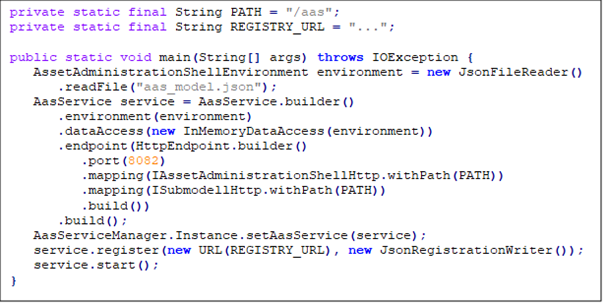 private static final String PATH = "/aas";
private static final String REGISTRY_URL = "...";

public static void main(String[] args) throws IOException {
   AssetAdministrationShellEnvironment environment = new JsonFileReader()
      .readFile("aas_model.json");
   AasService service = AasService.builder()
      .environment(environment)
      .dataAccess(new InMemoryDataAccess(environment))
      .endpoint(HttpEndpoint.builder()
         .port(8082)
         .mapping(IAssetAdministrationShellHttp.withPath(PATH))
         .mapping(ISubmodellHttp.withPath(PATH))
         .build())
      .build();
   AasServiceManager.Instance.setAasService(service);
   service.register(new URL(REGISTRY_URL), new JsonRegistrationWriter());
   service.start();
}